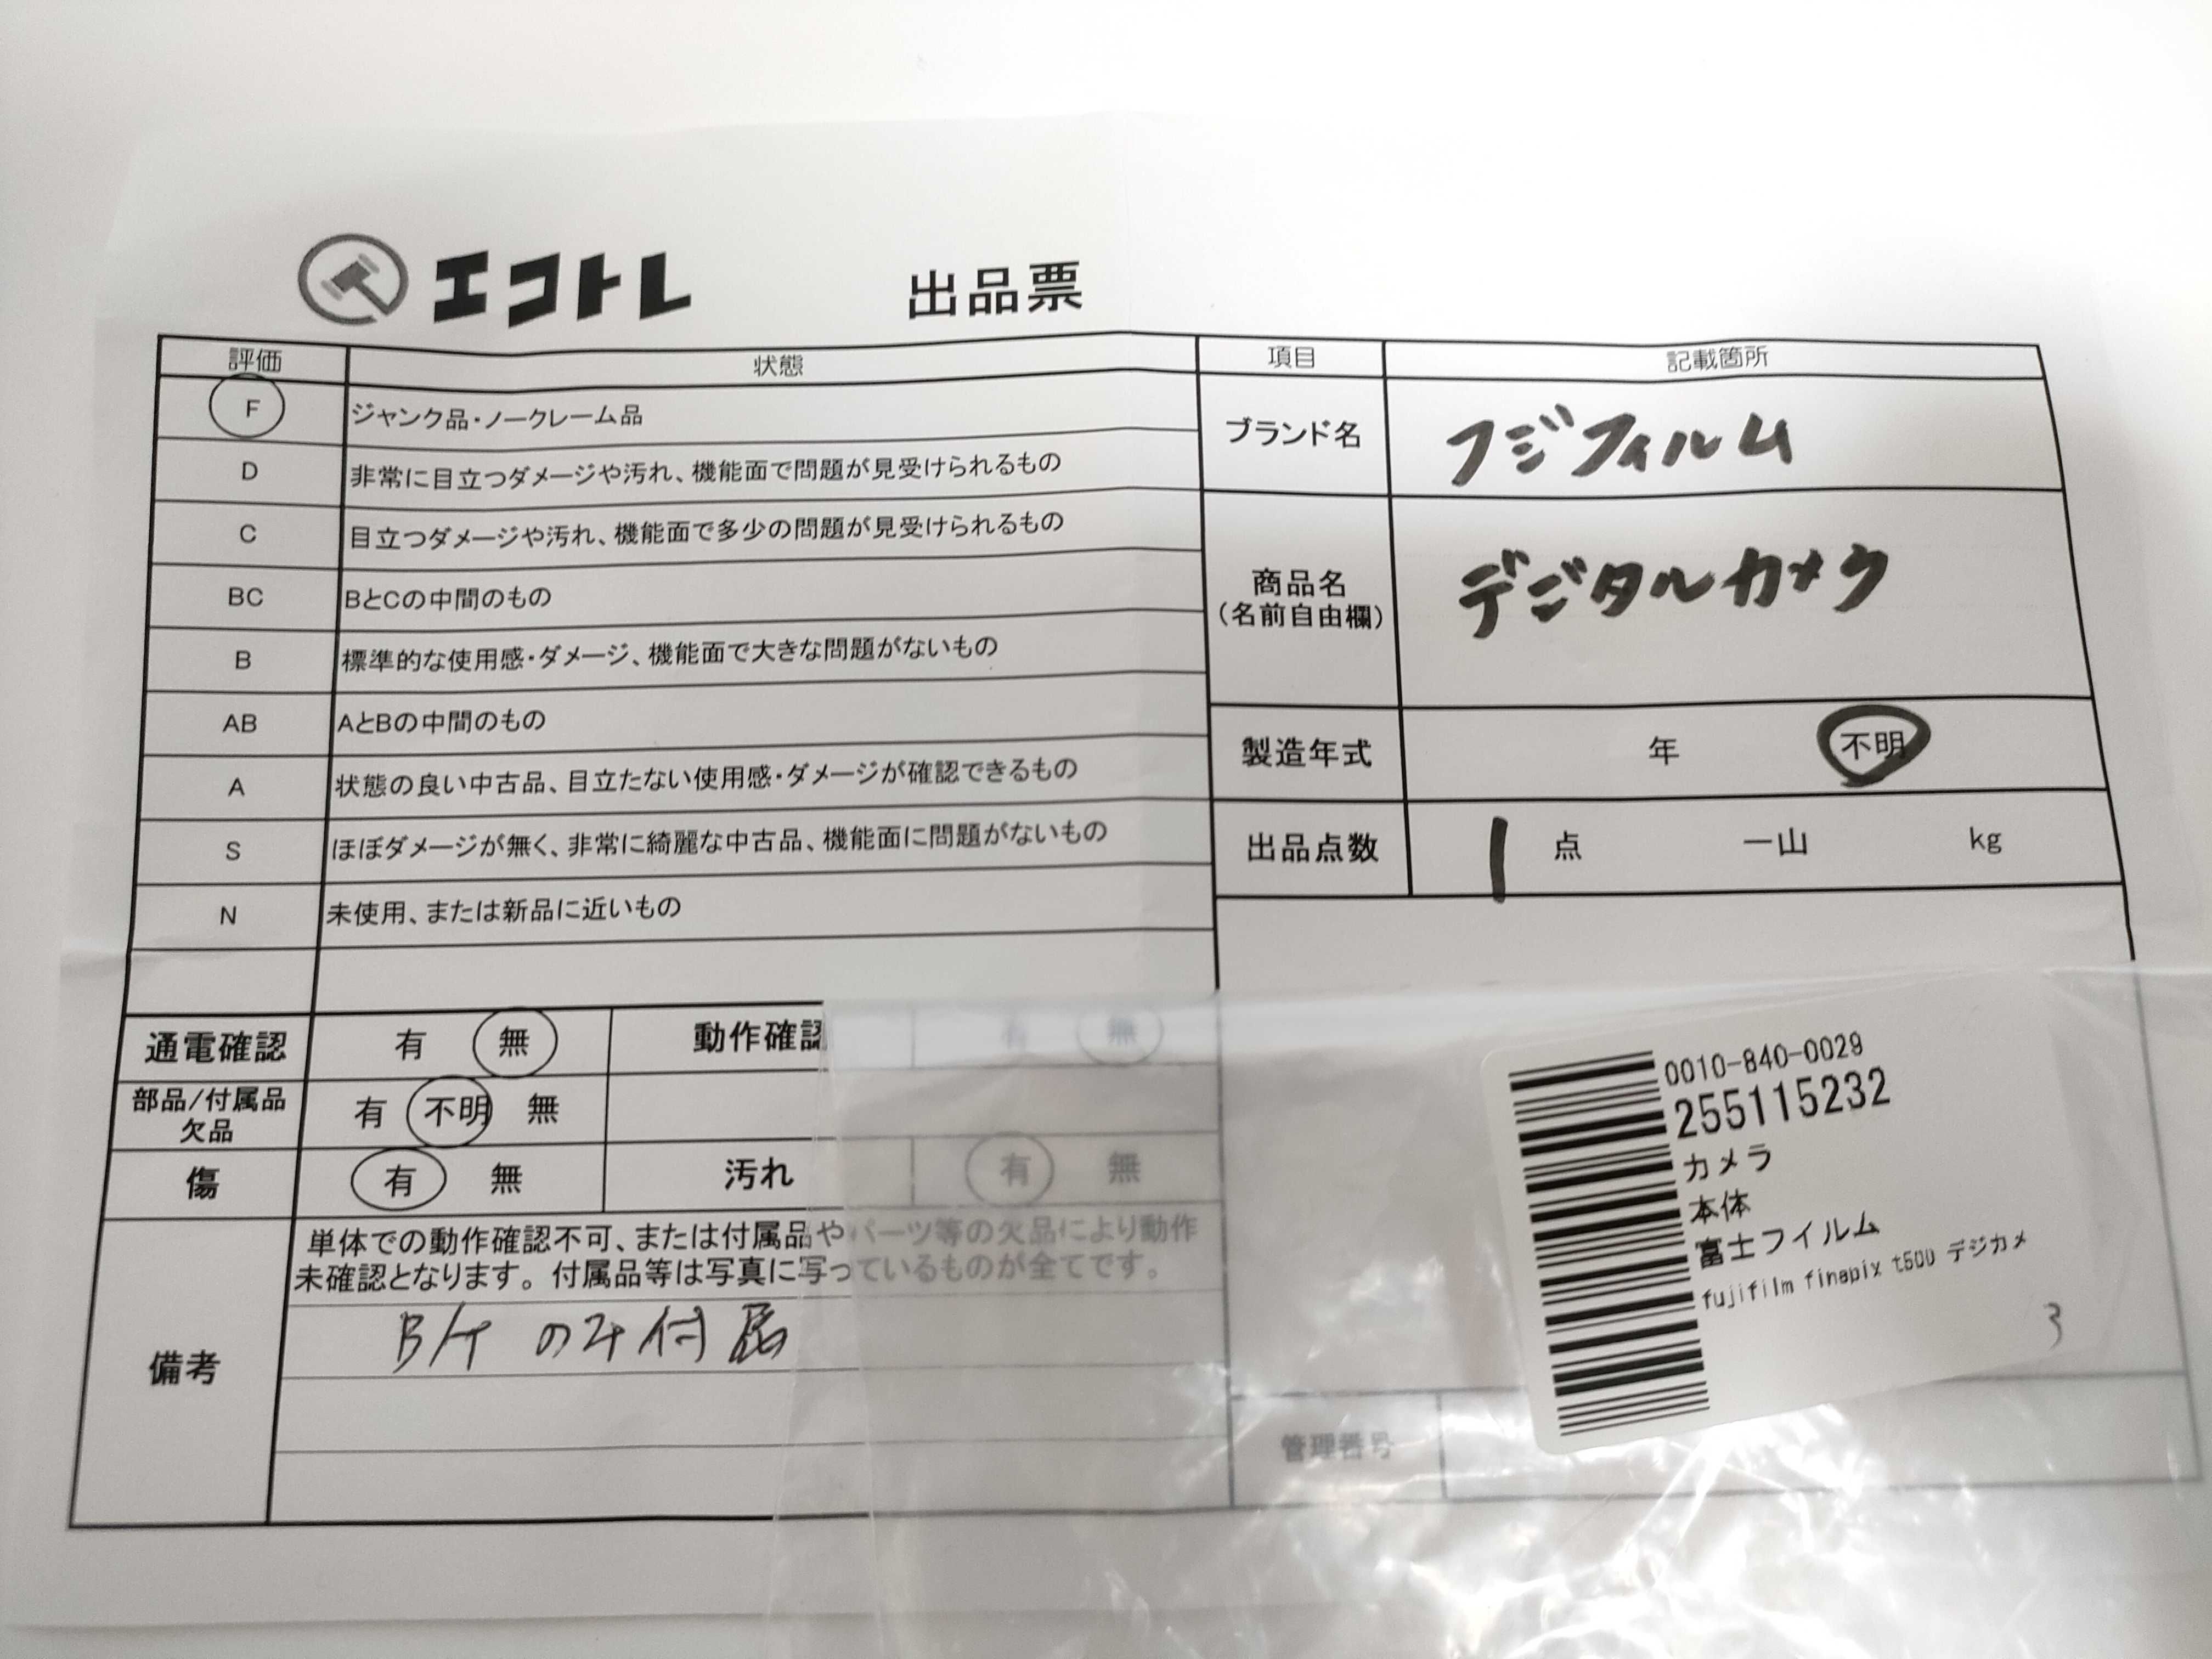 エコトレ 出品票
評価 状態
F ジャンク品・ノークレーム品
D 非常に目立つダメージや汚れ、機能面で問題が見受けられるもの
C 目立つダメージや汚れ、機能面で多少の問題が見受けられるもの
BC BとCの中間のもの
B 標準的な使用感・ダメージ、機能面で大きな問題がないもの
AB AとBの中間のもの
A 状態の良い中古品、目立たない使用感・ダメージが確認できるもの
S ほぼダメージが無く、非常に綺麗な中古品、機能面に問題がないもの
N 未使用、または新品に近いもの
項目 記載箇所
ブランド名 フジフィルム
商品名
(名前自由欄)
デジタルカメラ
製造年式 年 不明
出品点数 1 点 一山 kg
通電確認 有 無 動作確認 有 無
部品/付属品
欠品
有 不明 無
傷 有 無 汚れ 有 無
備考
単体での動作確認不可、または付属品やパーツ等の欠品により動作
未確認となります。付属品等は写真に写っているものが全てです。
B/T のみ付属
0010-840-0029
255115232
カメラ
本体
富士フイルム
fujifilm finepix t500 デジカメ
3
管理番号